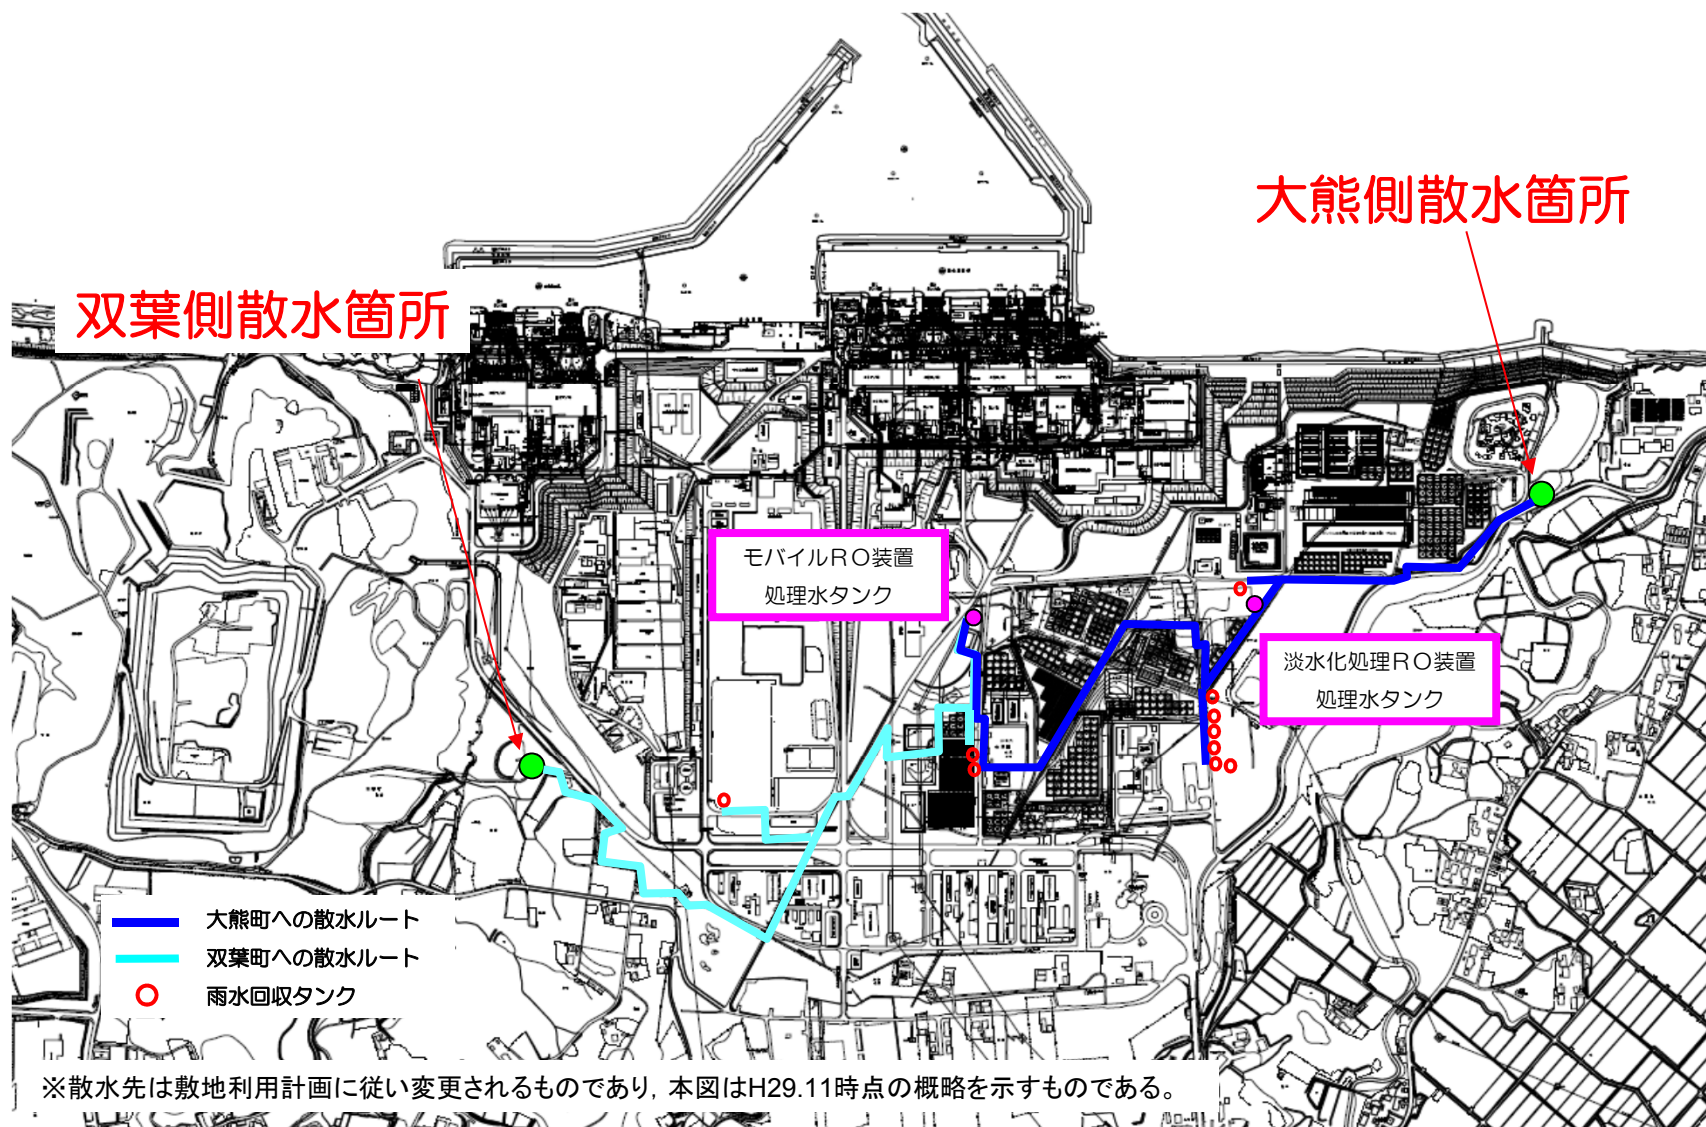 大熊側散水箇所
双葉側散水箇所
モバイルRO装置
処理水タンク
淡水化処理RO装置
処理水タンク
大熊町への散水ルート
双葉町への散水ルート
雨水回収タンク
※散水先は敷地利用計画に従い変更されるものであり，本図はH29.11時点の概略を示すものである。